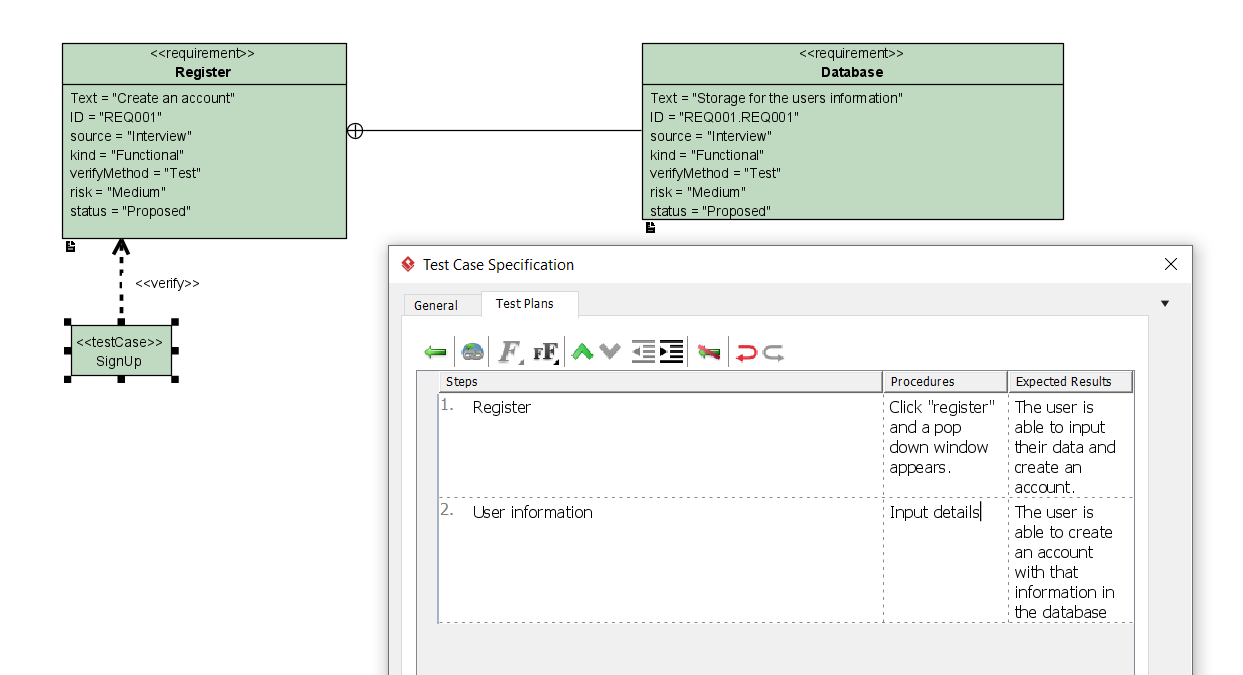 <<requirement>>
Register
Text = "Create an account"
ID = "REQ001"
source = "Interview"
kind = "Functional"
verifyMethod = "Test"
risk = "Medium"
status = "Proposed"
<<requirement>>
Database
Text = "Storage for the users information"
ID = "REQ001.REQ001"
source = "Interview"
kind = "Functional"
verifyMethod = "Test"
risk = "Medium"
status = "Proposed"
<<verify>>
<<testCase>>
SignUp
Test Case Specification
General
Test Plans
Steps
Procedures
Expected Results
1.
Register
Click "register"
and a pop
down window
appears.
The user is
able to input
their data and
create an
account.
2.
User information
Input details
The user is
able to create
an account
with that
information in
the database